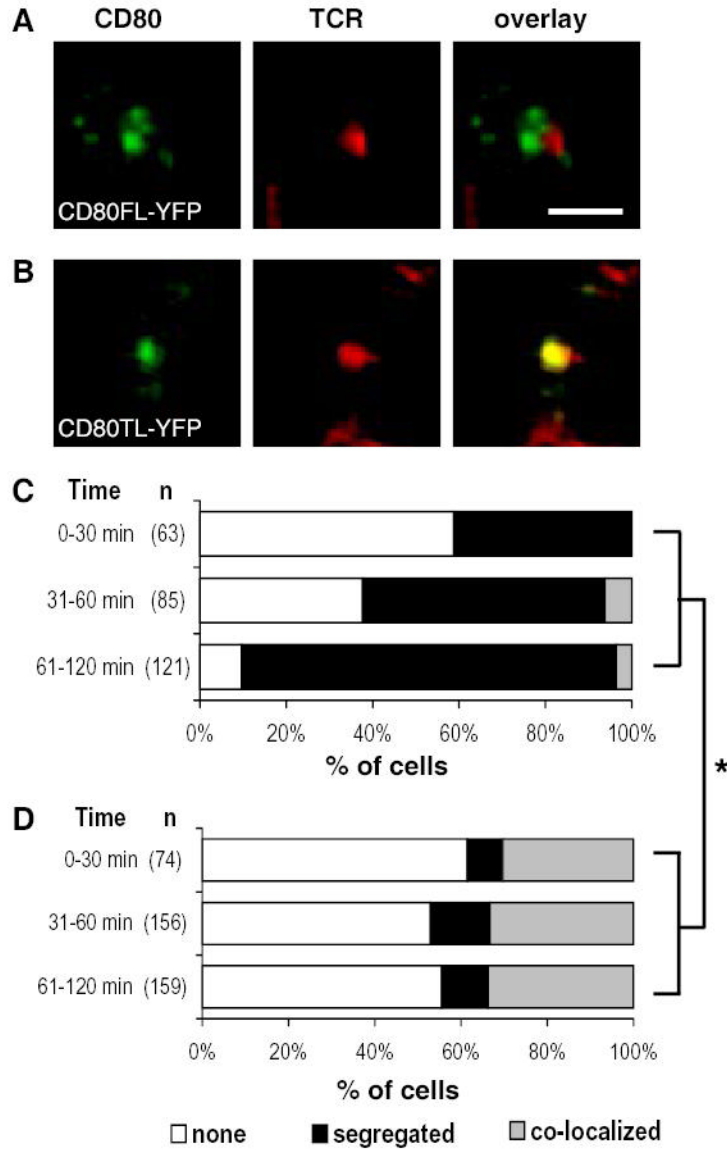 A CD80 TCR overlay
CD80FL-YFP
B
CD80TL-YFP
C Time n
0-30 min (63)
31-60 min (85)
61-120 min (121)
0% 20% 40% 60% 80% 100%
% of cells
*
D Time n
0-30 min (74)
31-60 min (156)
61-120 min (159)
0% 20% 40% 60% 80% 100%
% of cells
none segregated co-localized